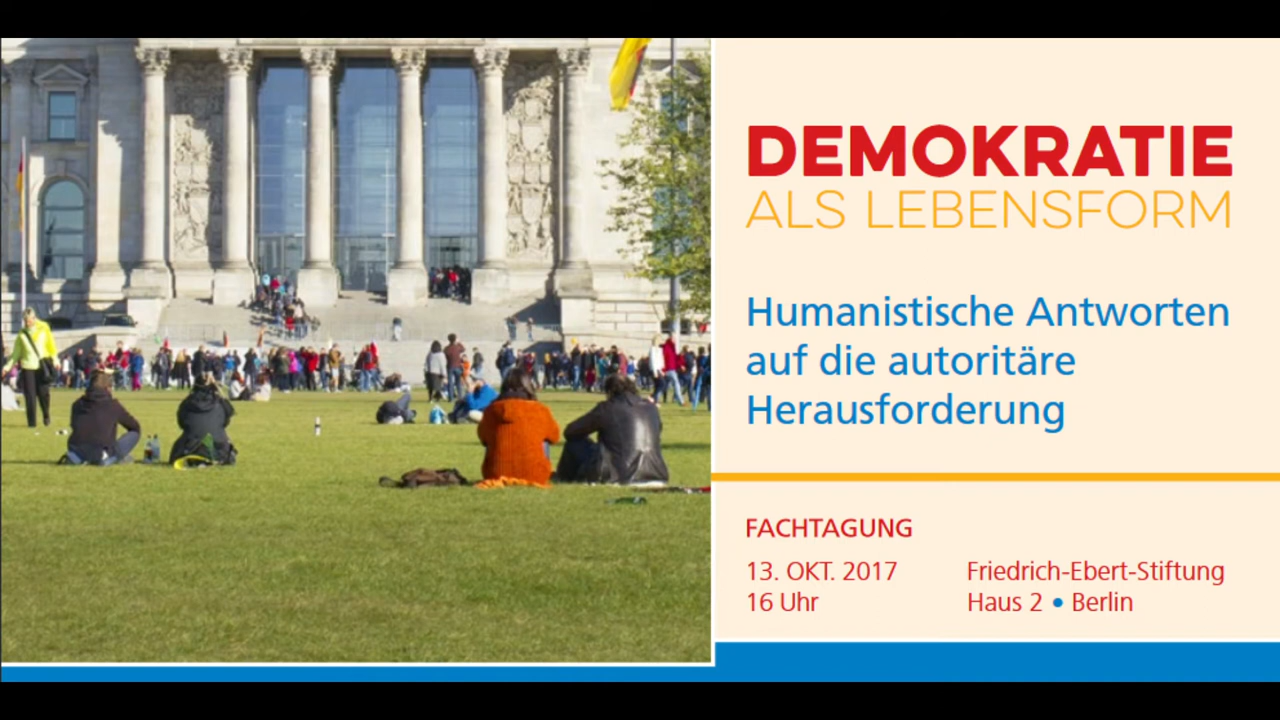 DEMOKRATIE
ALS LEBENSFORM
Humanistische Antworten
auf die autoritäre
Herausforderung
FACHTAGUNG
13. OKT. 2017
16 Uhr
Friedrich-Ebert-Stiftung
Haus 2 • Berlin